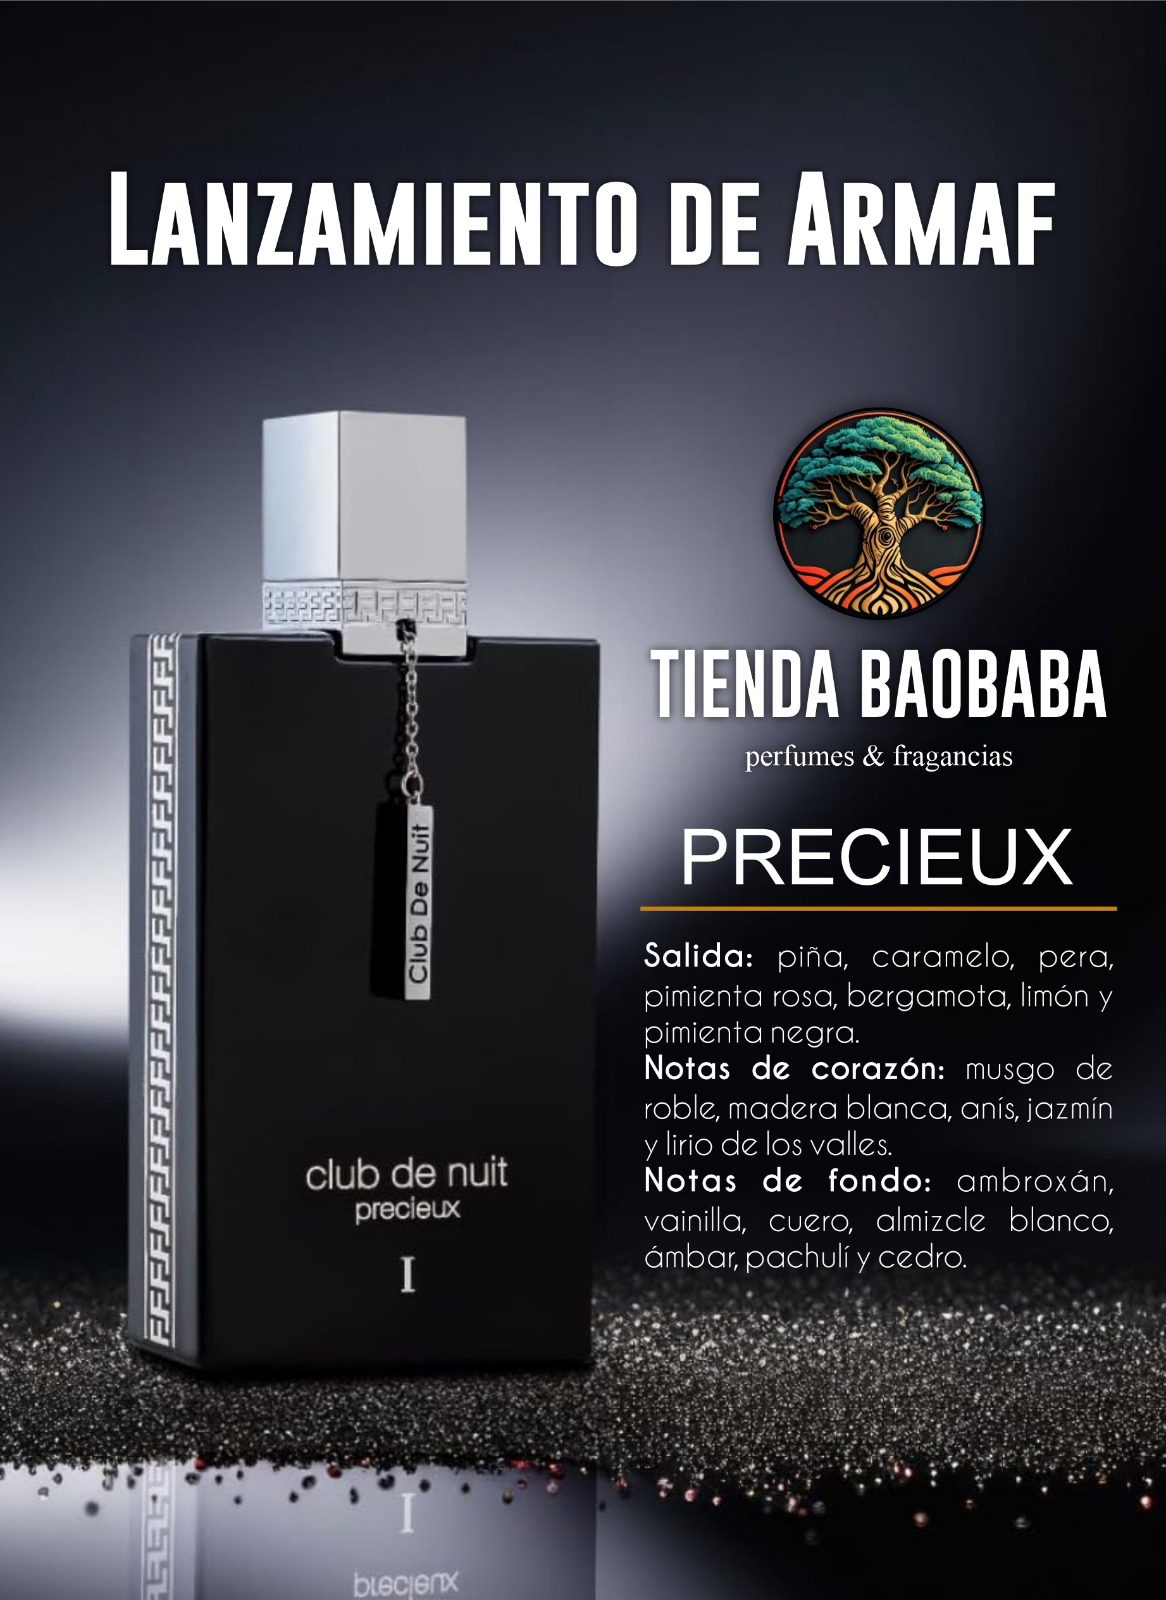 LANZAMIENTO DE ARMAF
TIENDA BAOBABA
perfumes & fragancias
PRECIEUX
Salida: piña, caramelo, pera,
pimienta rosa, bergamota, limón y
pimienta negra.
Notas de corazón: musgo de
roble, madera blanca, anís, jazmín
y lirio de los valles.
Notas de fondo: ambroxán,
vainilla, cuero, almizcle blanco,
ámbar, pachulí y cedro.
Club De Nuit
club de nuit
precieux
I
I
precieux